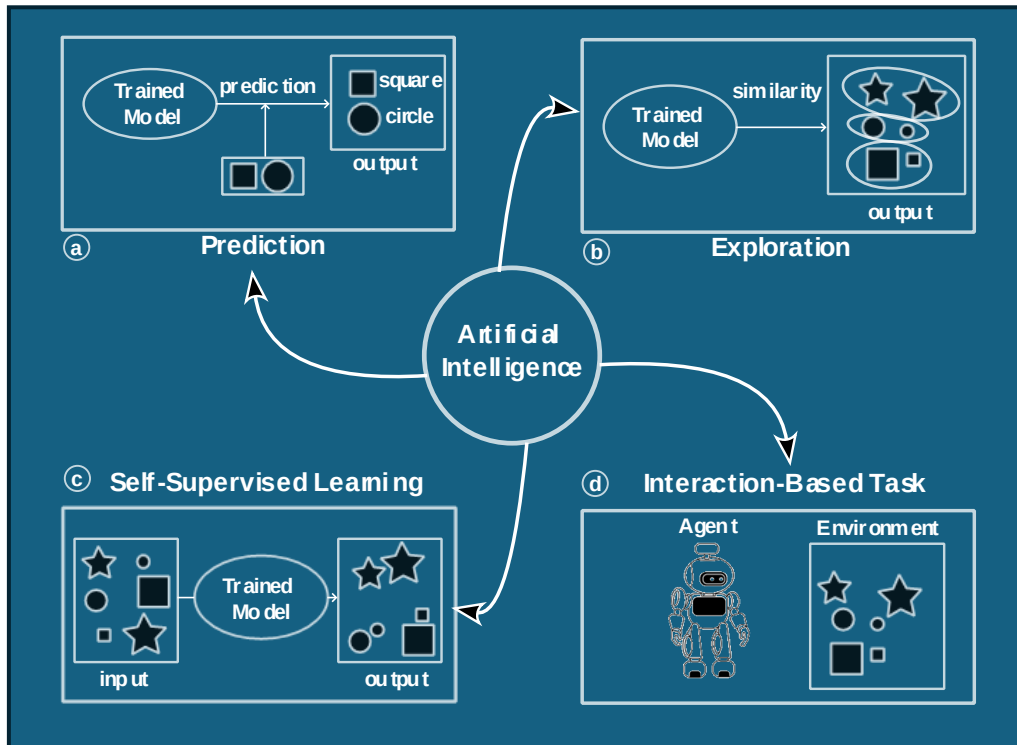 Trained
Model
prediction
square
circle
output
a
Prediction
Trained
Model
similarity
output
b
Exploration
Artificial
Intelligence
c
Self-Supervised Learning
Trained
Model
input
output
d
Interaction-Based Task
Agent
Environment